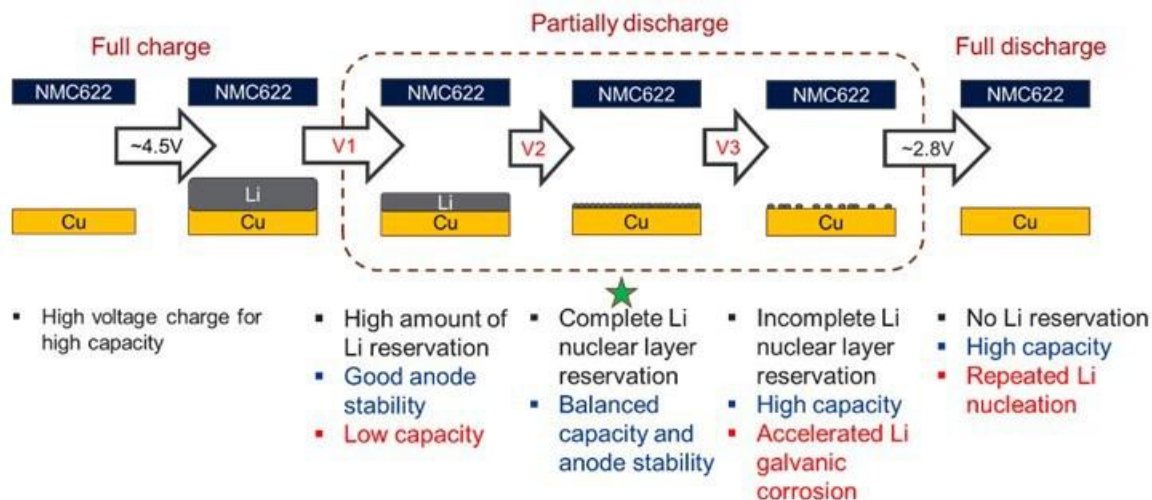 Partially discharge
Full charge
Full discharge
NMC622
NMC622
NMC622
NMC622
NMC622
NMC622
~4.5V
V1
V2
V3
~2.8V
Li
Li
Cu
Cu
Cu
Cu
Cu
Cu
▪ High voltage charge for
high capacity
▪ High amount of
Li reservation
▪ Good anode
stability
▪ Low capacity
▪ Complete Li
nuclear layer
reservation
▪ Balanced
capacity and
anode stability
▪ Incomplete Li
nuclear layer
reservation
▪ High capacity
▪ Accelerated Li
galvanic
corrosion
▪ No Li reservation
▪ High capacity
▪ Repeated Li
nucleation